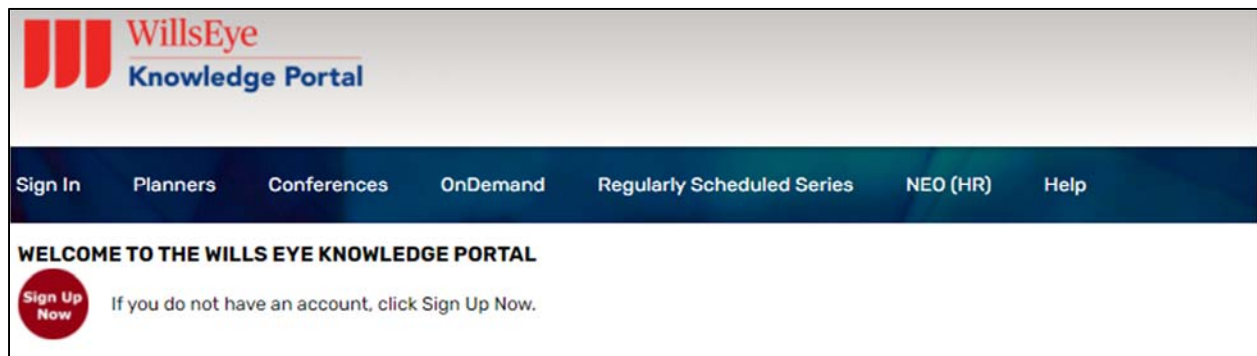 WillsEye
Knowledge Portal
Sign In Planners Conferences OnDemand Regularly Scheduled Series NEO (HR) Help
WELCOME TO THE WILLS EYE KNOWLEDGE PORTAL
Sign Up
Now
If you do not have an account, click Sign Up Now.